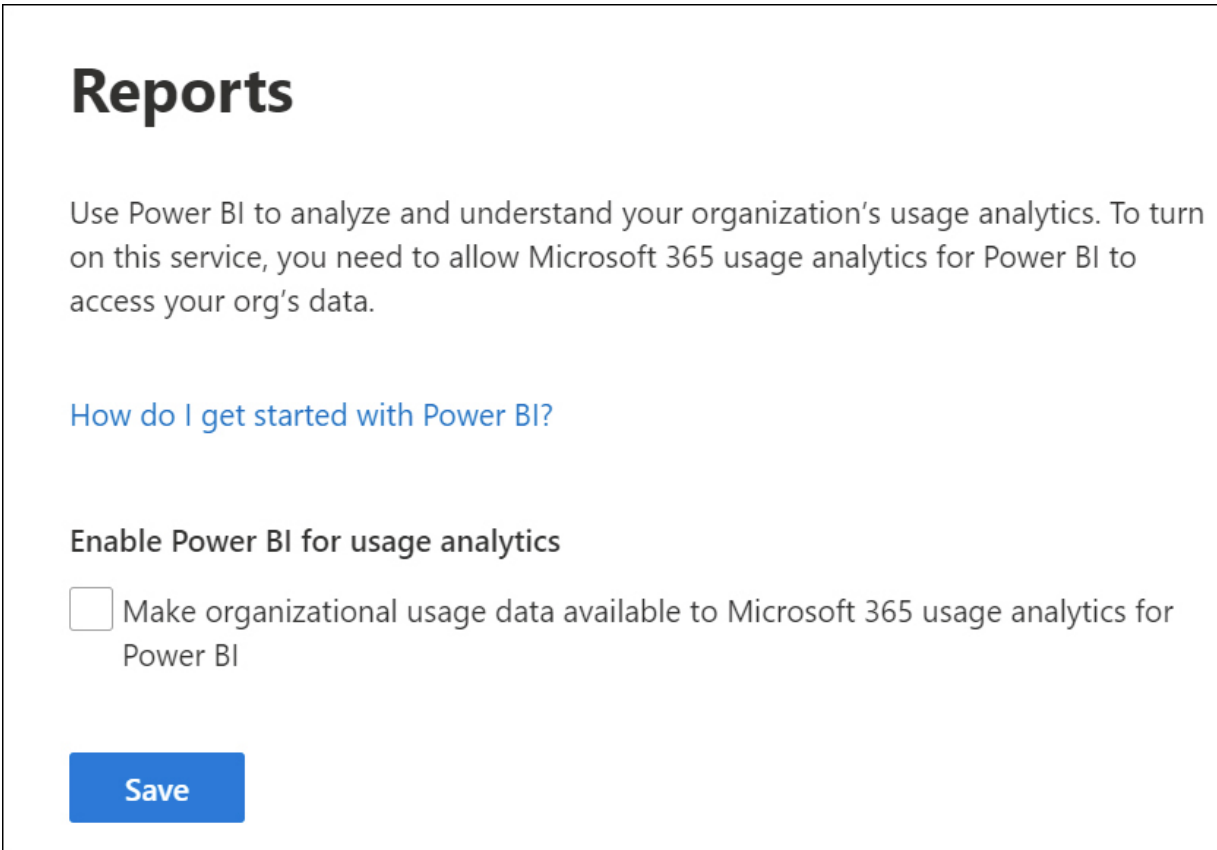 Reports
Use Power BI to analyze and understand your organization’s usage analytics. To turn
on this service, you need to allow Microsoft 365 usage analytics for Power BI to
access your org’s data.
How do I get started with Power BI?
Enable Power BI for usage analytics
Make organizational usage data available to Microsoft 365 usage analytics for
Power BI
Save